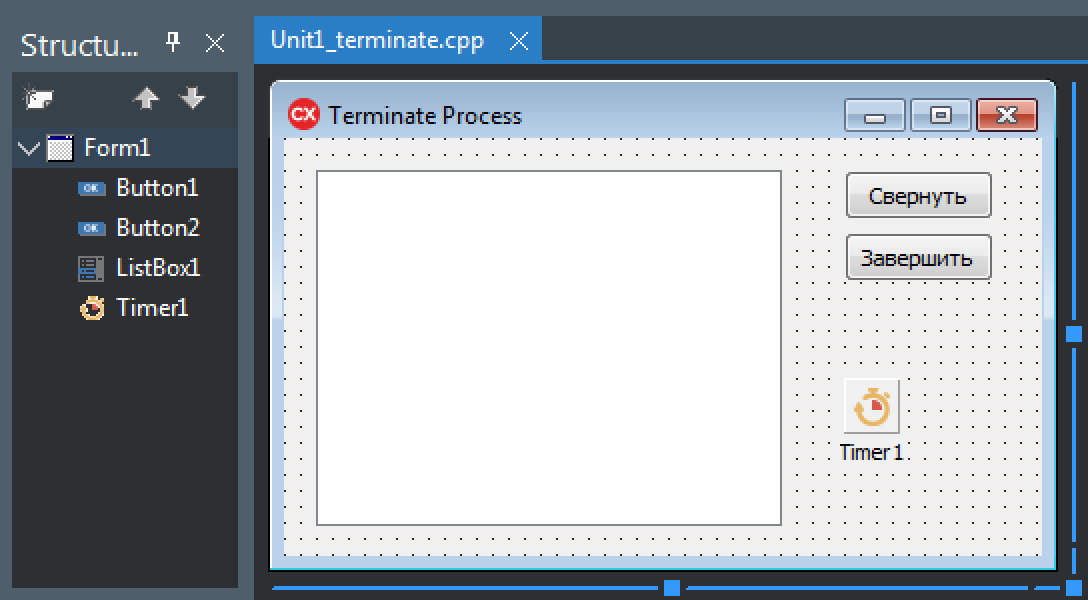 Structu...
Unit1_terminate.cpp
Form1
Button1
Button2
ListBox1
Timer1
CX Terminate Process
Свернуть
Завершить
Timer1